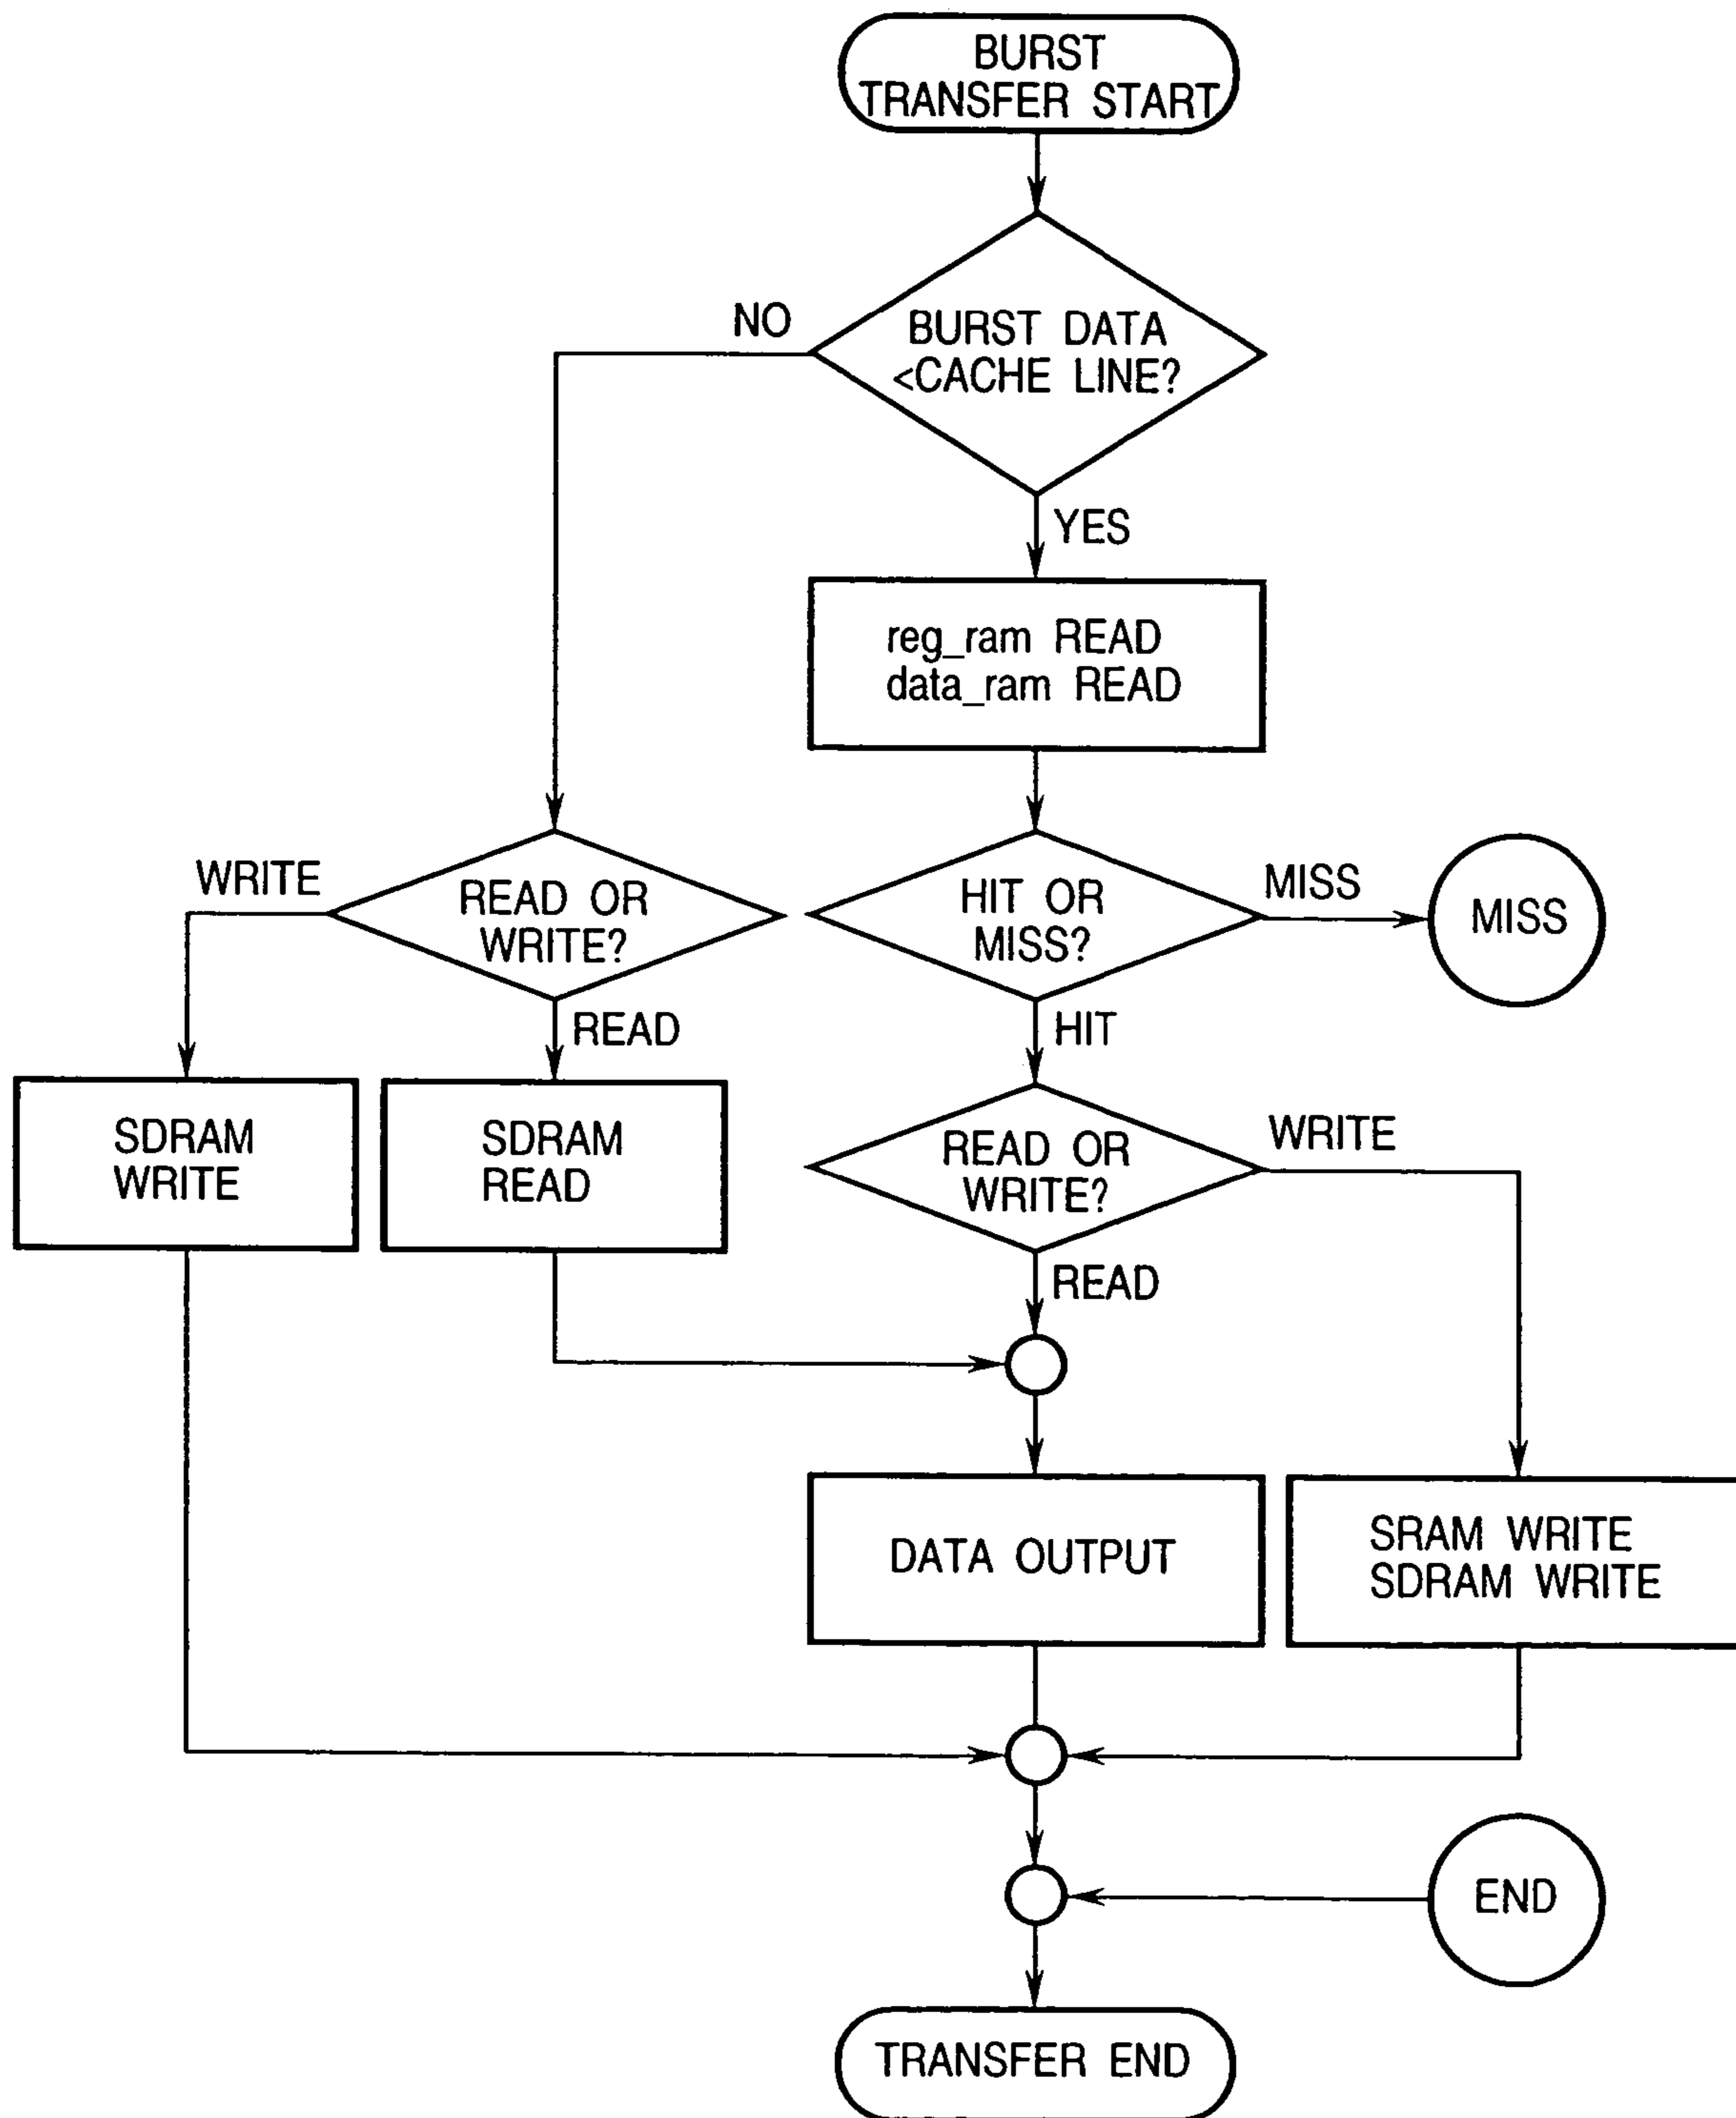 BURST
TRANSFER START
NO
BURST DATA
<CACHE LINE?
YES
reg_ram READ
data_ram READ
WRITE
READ OR
WRITE?
HIT OR
MISS?
MISS
MISS
READ
HIT
SDRAM
WRITE
SDRAM
READ
READ OR
WRITE?
WRITE
READ
DATA OUTPUT
SRAM WRITE
SDRAM WRITE
END
TRANSFER END